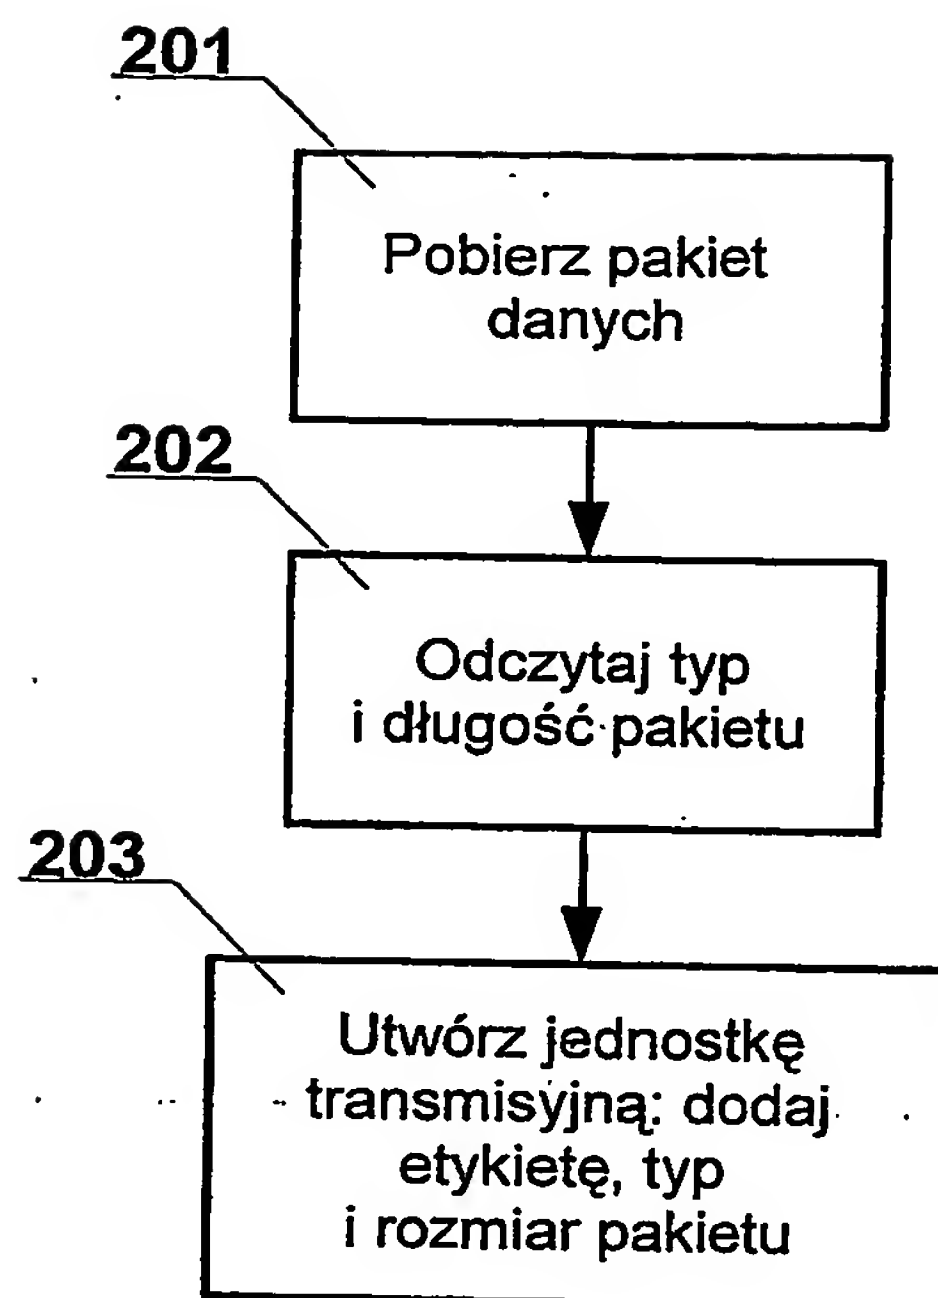 201
Pobierz pakiet
danych
202
Odczytaj typ
i długość pakietu
203
Utwórz jednostkę
transmisyjną: dodaj
etykietę, typ
i rozmiar pakietu